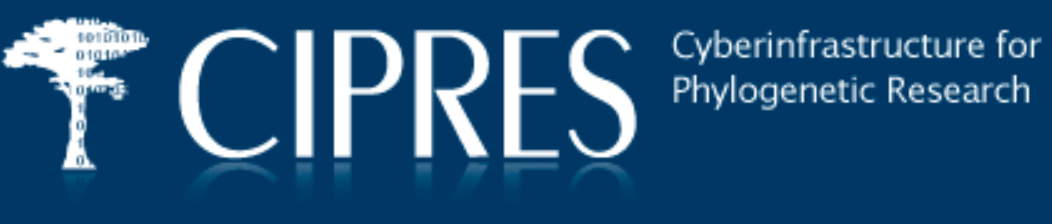 CIPRES
Cyberinfrastructure for
Phylogenetic Research